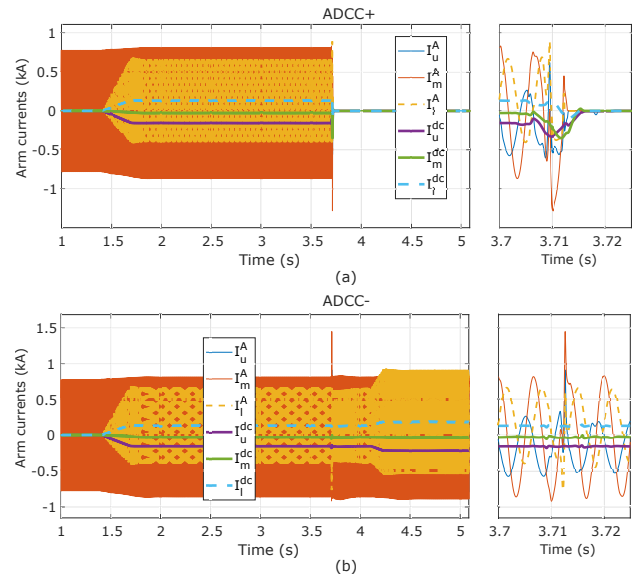 ADCC+
Arm currents (kA)
1
0.5
0
-0.5
-1
I_u^A
I_m^A
I_ꝛ^A
I_u^dc
I_m^dc
I_ꝛ^dc
1 1.5 2 2.5 3 3.5 4 4.5 5
3.7 3.71 3.72
Time (s) Time (s)
(a)
ADCC-
Arm currents (kA)
1.5
1
0.5
0
-0.5
-1
I_u^A
I_m^A
I_l^A
I_u^dc
I_m^dc
I_l^dc
1 1.5 2 2.5 3 3.5 4 4.5 5
3.7 3.71 3.72
Time (s) Time (s)
(b)